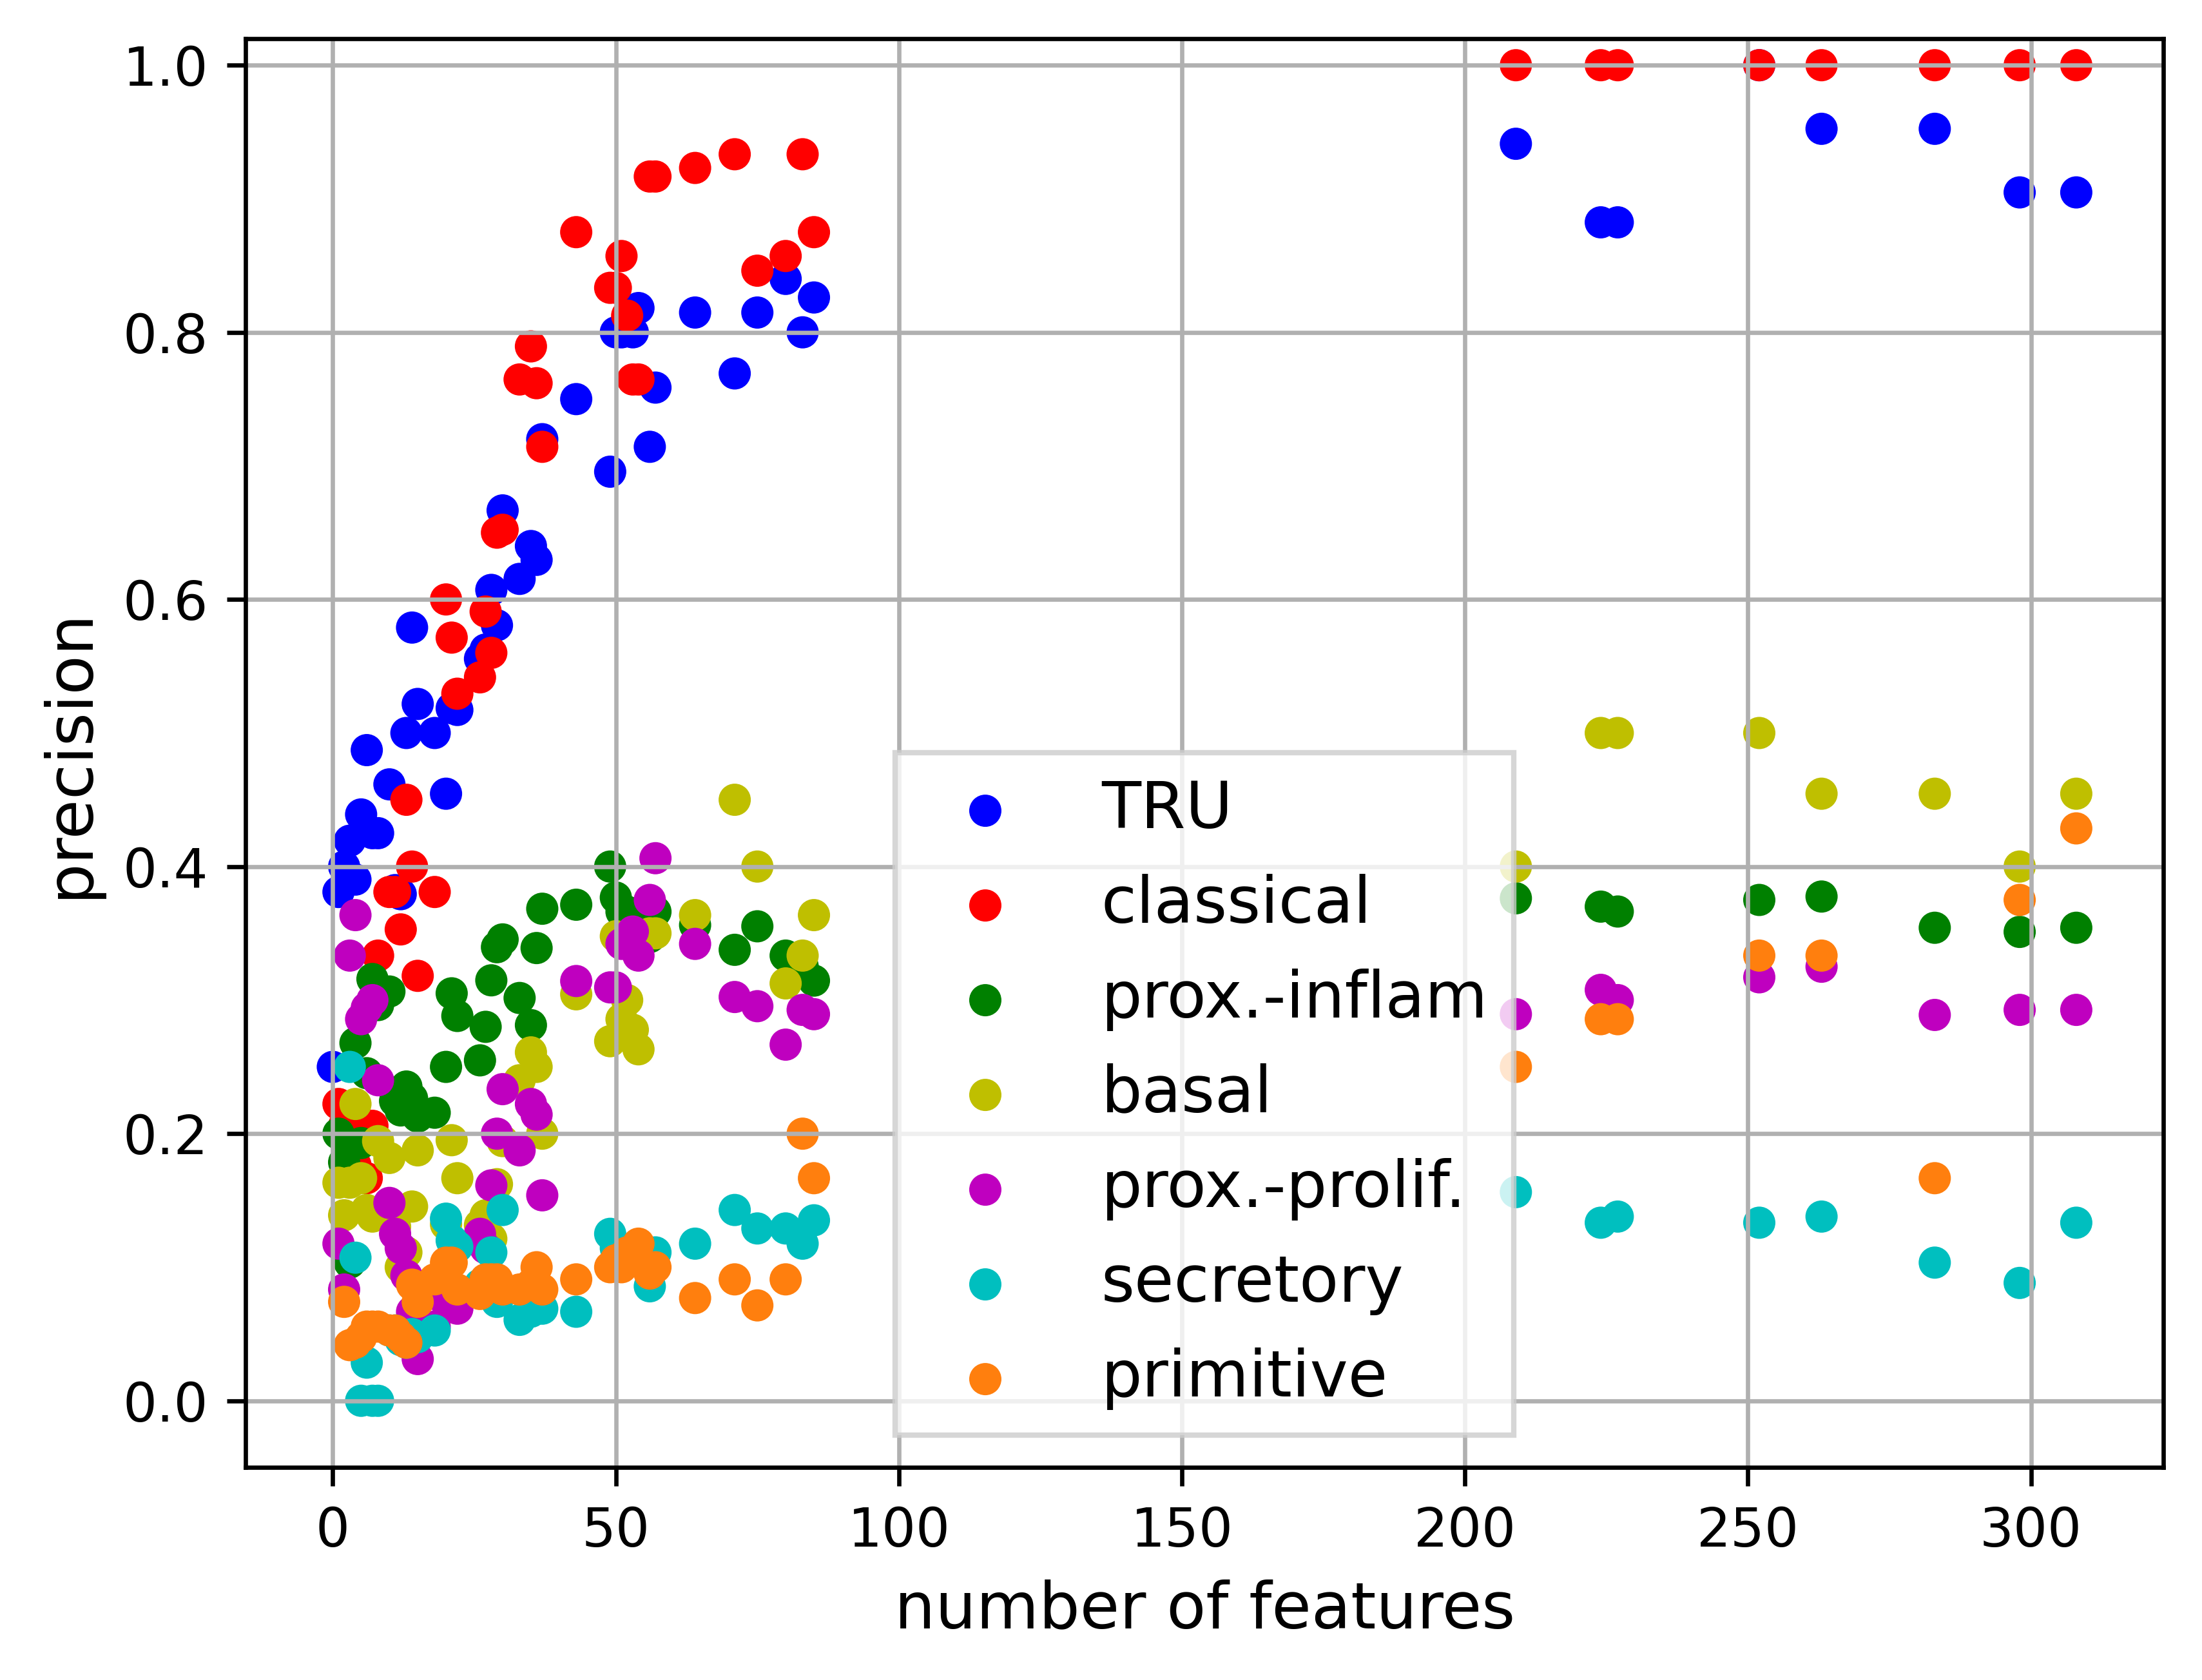 1.0
0.8
0.6
0.4
0.2
0.0
precision
TRU
classical
prox.-inflam
basal
prox.-prolif.
secretory
primitive
0 50 100 150 200 250 300
number of features